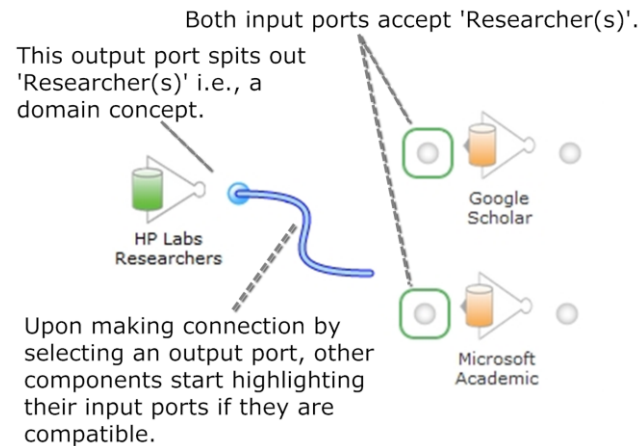 Both input ports accept 'Researcher(s)'.
This output port spits out
'Researcher(s)' i.e., a
domain concept.
Google
Scholar
HP Labs
Researchers
Upon making connection by
selecting an output port, other
components start highlighting
their input ports if they are
compatible.
Microsoft
Academic